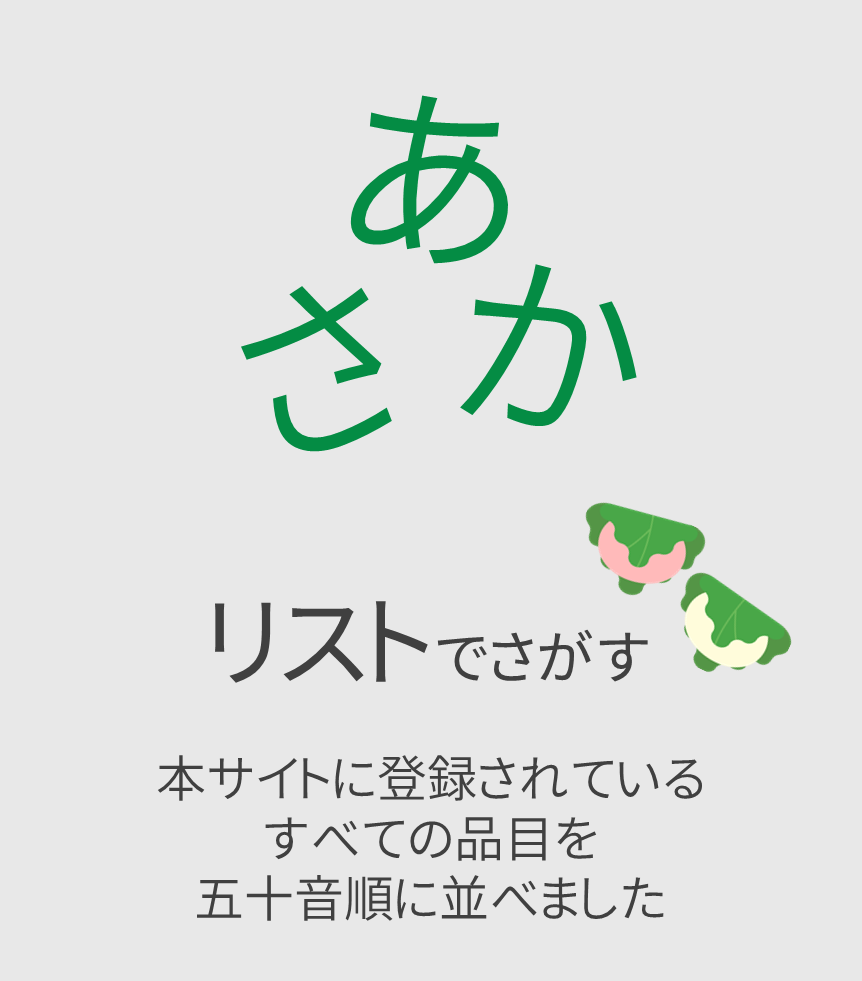 あ
さか
リストでさがす
本サイトに登録されている
すべての品目を
五十音順に並べました